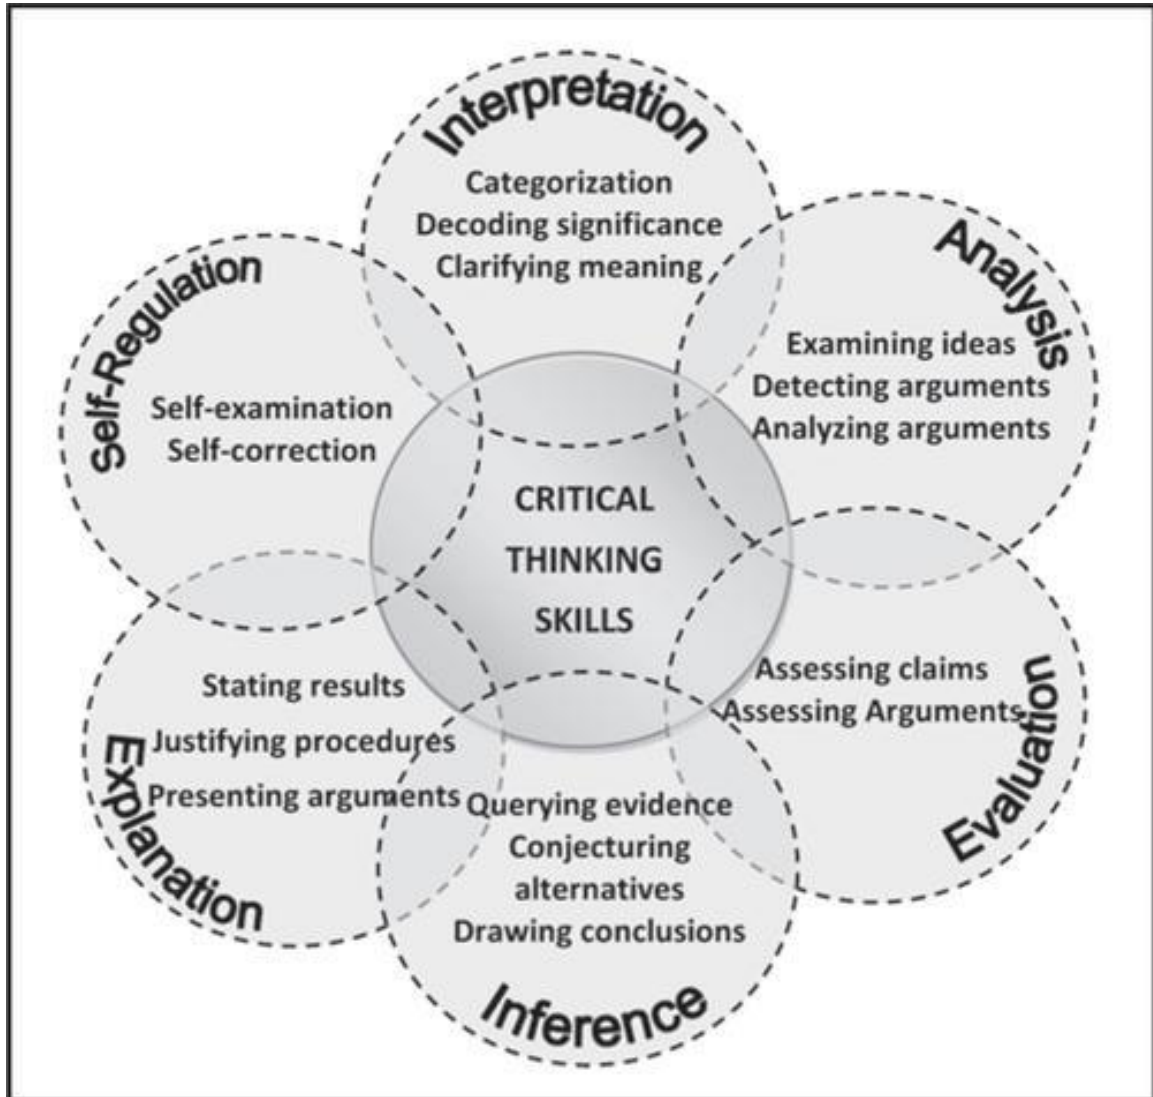 Interpretation
Categorization
Decoding significance
Clarifying meaning
Analysis
Examining ideas
Detecting arguments
Analyzing arguments
Evaluation
Assessing claims
Assessing Arguments
Inference
Querying evidence
Conjecturing
alternatives
Drawing conclusions
Explanation
Stating results
Justifying procedures
Presenting arguments
Self-Regulation
Self-examination
Self-correction
CRITICAL
THINKING
SKILLS